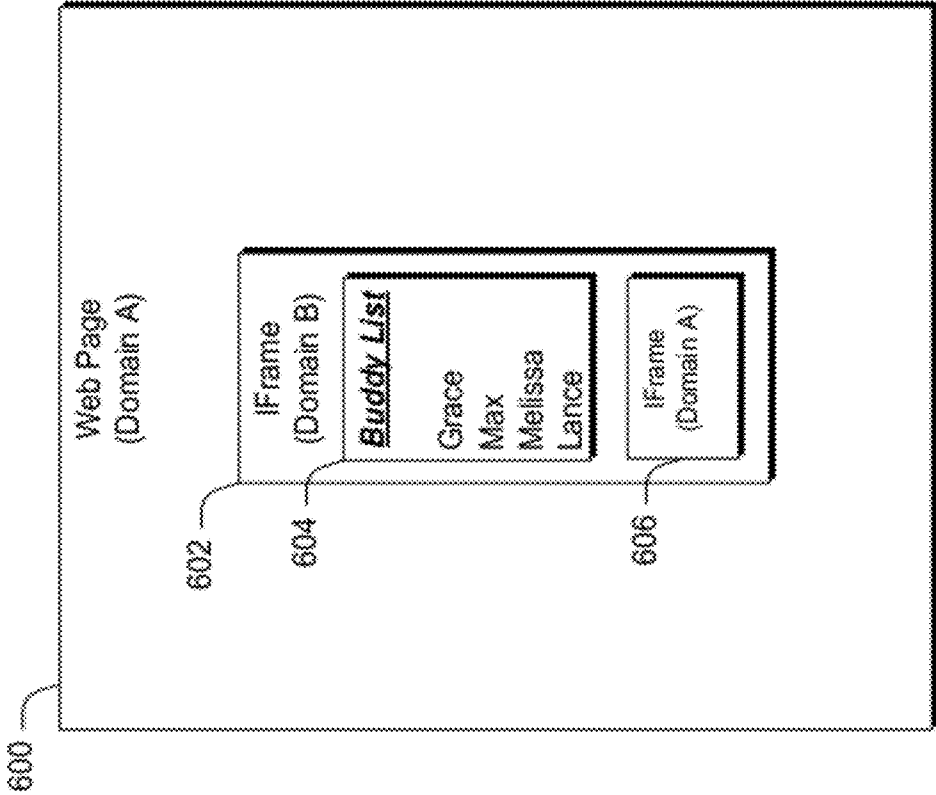 600
Web Page
(Domain A)
602
IFrame
(Domain B)
604
Buddy List
Grace
Max
Melissa
Lance
606
IFrame
(Domain A)